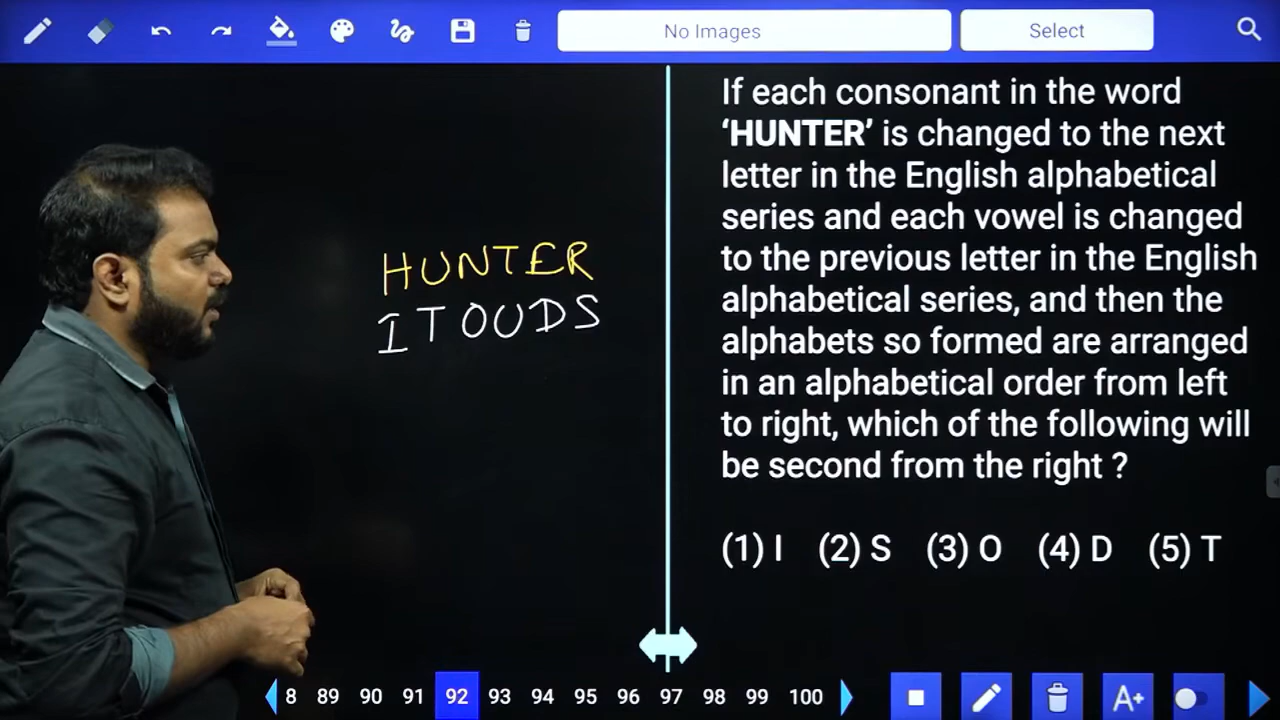 No Images
Select
If each consonant in the word
‘HUNTER’ is changed to the next
letter in the English alphabetical
series and each vowel is changed
to the previous letter in the English
alphabetical series, and then the
alphabets so formed are arranged
in an alphabetical order from left
to right, which of the following will
be second from the right ?
(1) I (2) S (3) O (4) D (5) T
HUNTER
ITOUDS
8 89 90 91 92 93 94 95 96 97 98 99 100
A+